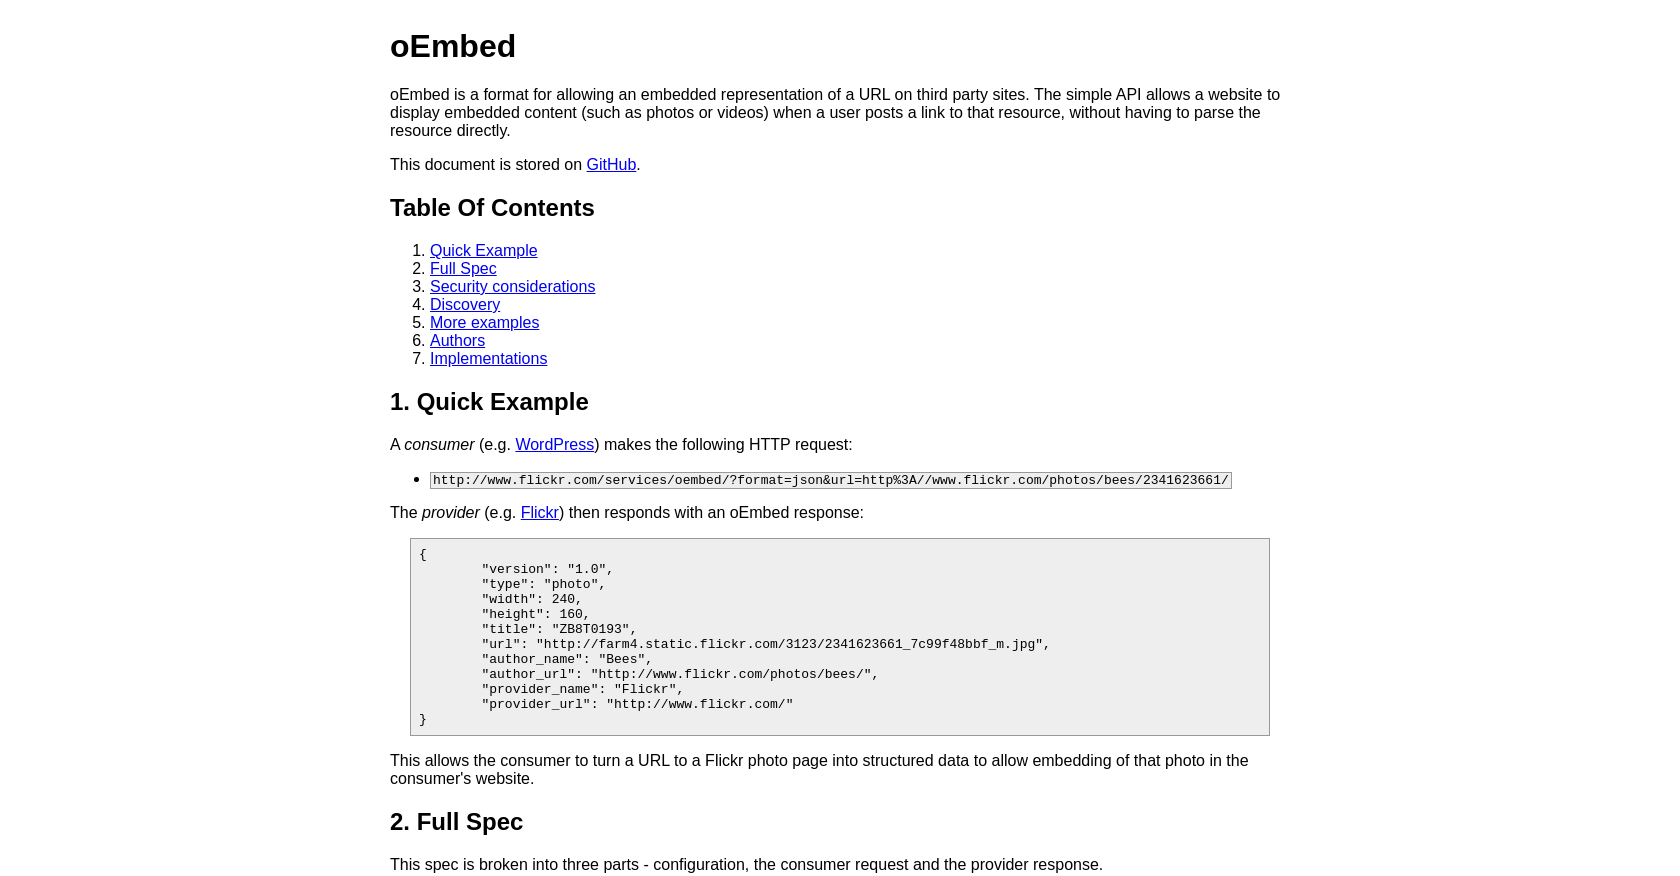 oEmbed
oEmbed is a format for allowing an embedded representation of a URL on third party sites. The simple API allows a website to
display embedded content (such as photos or videos) when a user posts a link to that resource, without having to parse the
resource directly.
This document is stored on GitHub.
Table Of Contents
1. Quick Example
2. Full Spec
3. Security considerations
4. Discovery
5. More examples
6. Authors
7. Implementations
1. Quick Example
A consumer (e.g. WordPress) makes the following HTTP request:
• http://www.flickr.com/services/oembed/?format=json&url=http%3A//www.flickr.com/photos/bees/2341623661/
The provider (e.g. Flickr) then responds with an oEmbed response:
{
        "version": "1.0",
        "type": "photo",
        "width": 240,
        "height": 160,
        "title": "ZB8T0193",
        "url": "http://farm4.static.flickr.com/3123/2341623661_7c99f48bbf_m.jpg",
        "author_name": "Bees",
        "author_url": "http://www.flickr.com/photos/bees/",
        "provider_name": "Flickr",
        "provider_url": "http://www.flickr.com/"
}
This allows the consumer to turn a URL to a Flickr photo page into structured data to allow embedding of that photo in the
consumer's website.
2. Full Spec
This spec is broken into three parts - configuration, the consumer request and the provider response.